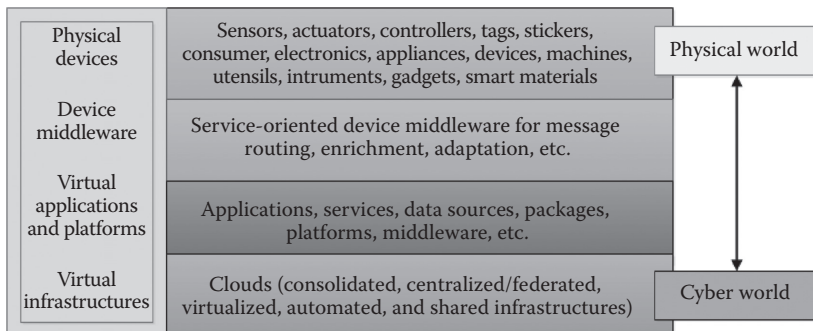 Physical
devices
Sensors, actuators, controllers, tags, stickers,
consumer, electronics, appliances, devices, machines,
utensils, intruments, gadgets, smart materials
Physical world
Device
middleware
Service-oriented device middleware for message
routing, enrichment, adaptation, etc.
Virtual
applications
and platforms
Applications, services, data sources, packages,
platforms, middleware, etc.
Virtual
infrastructures
Clouds (consolidated, centralized/federated,
virtualized, automated, and shared infrastructures)
Cyber world